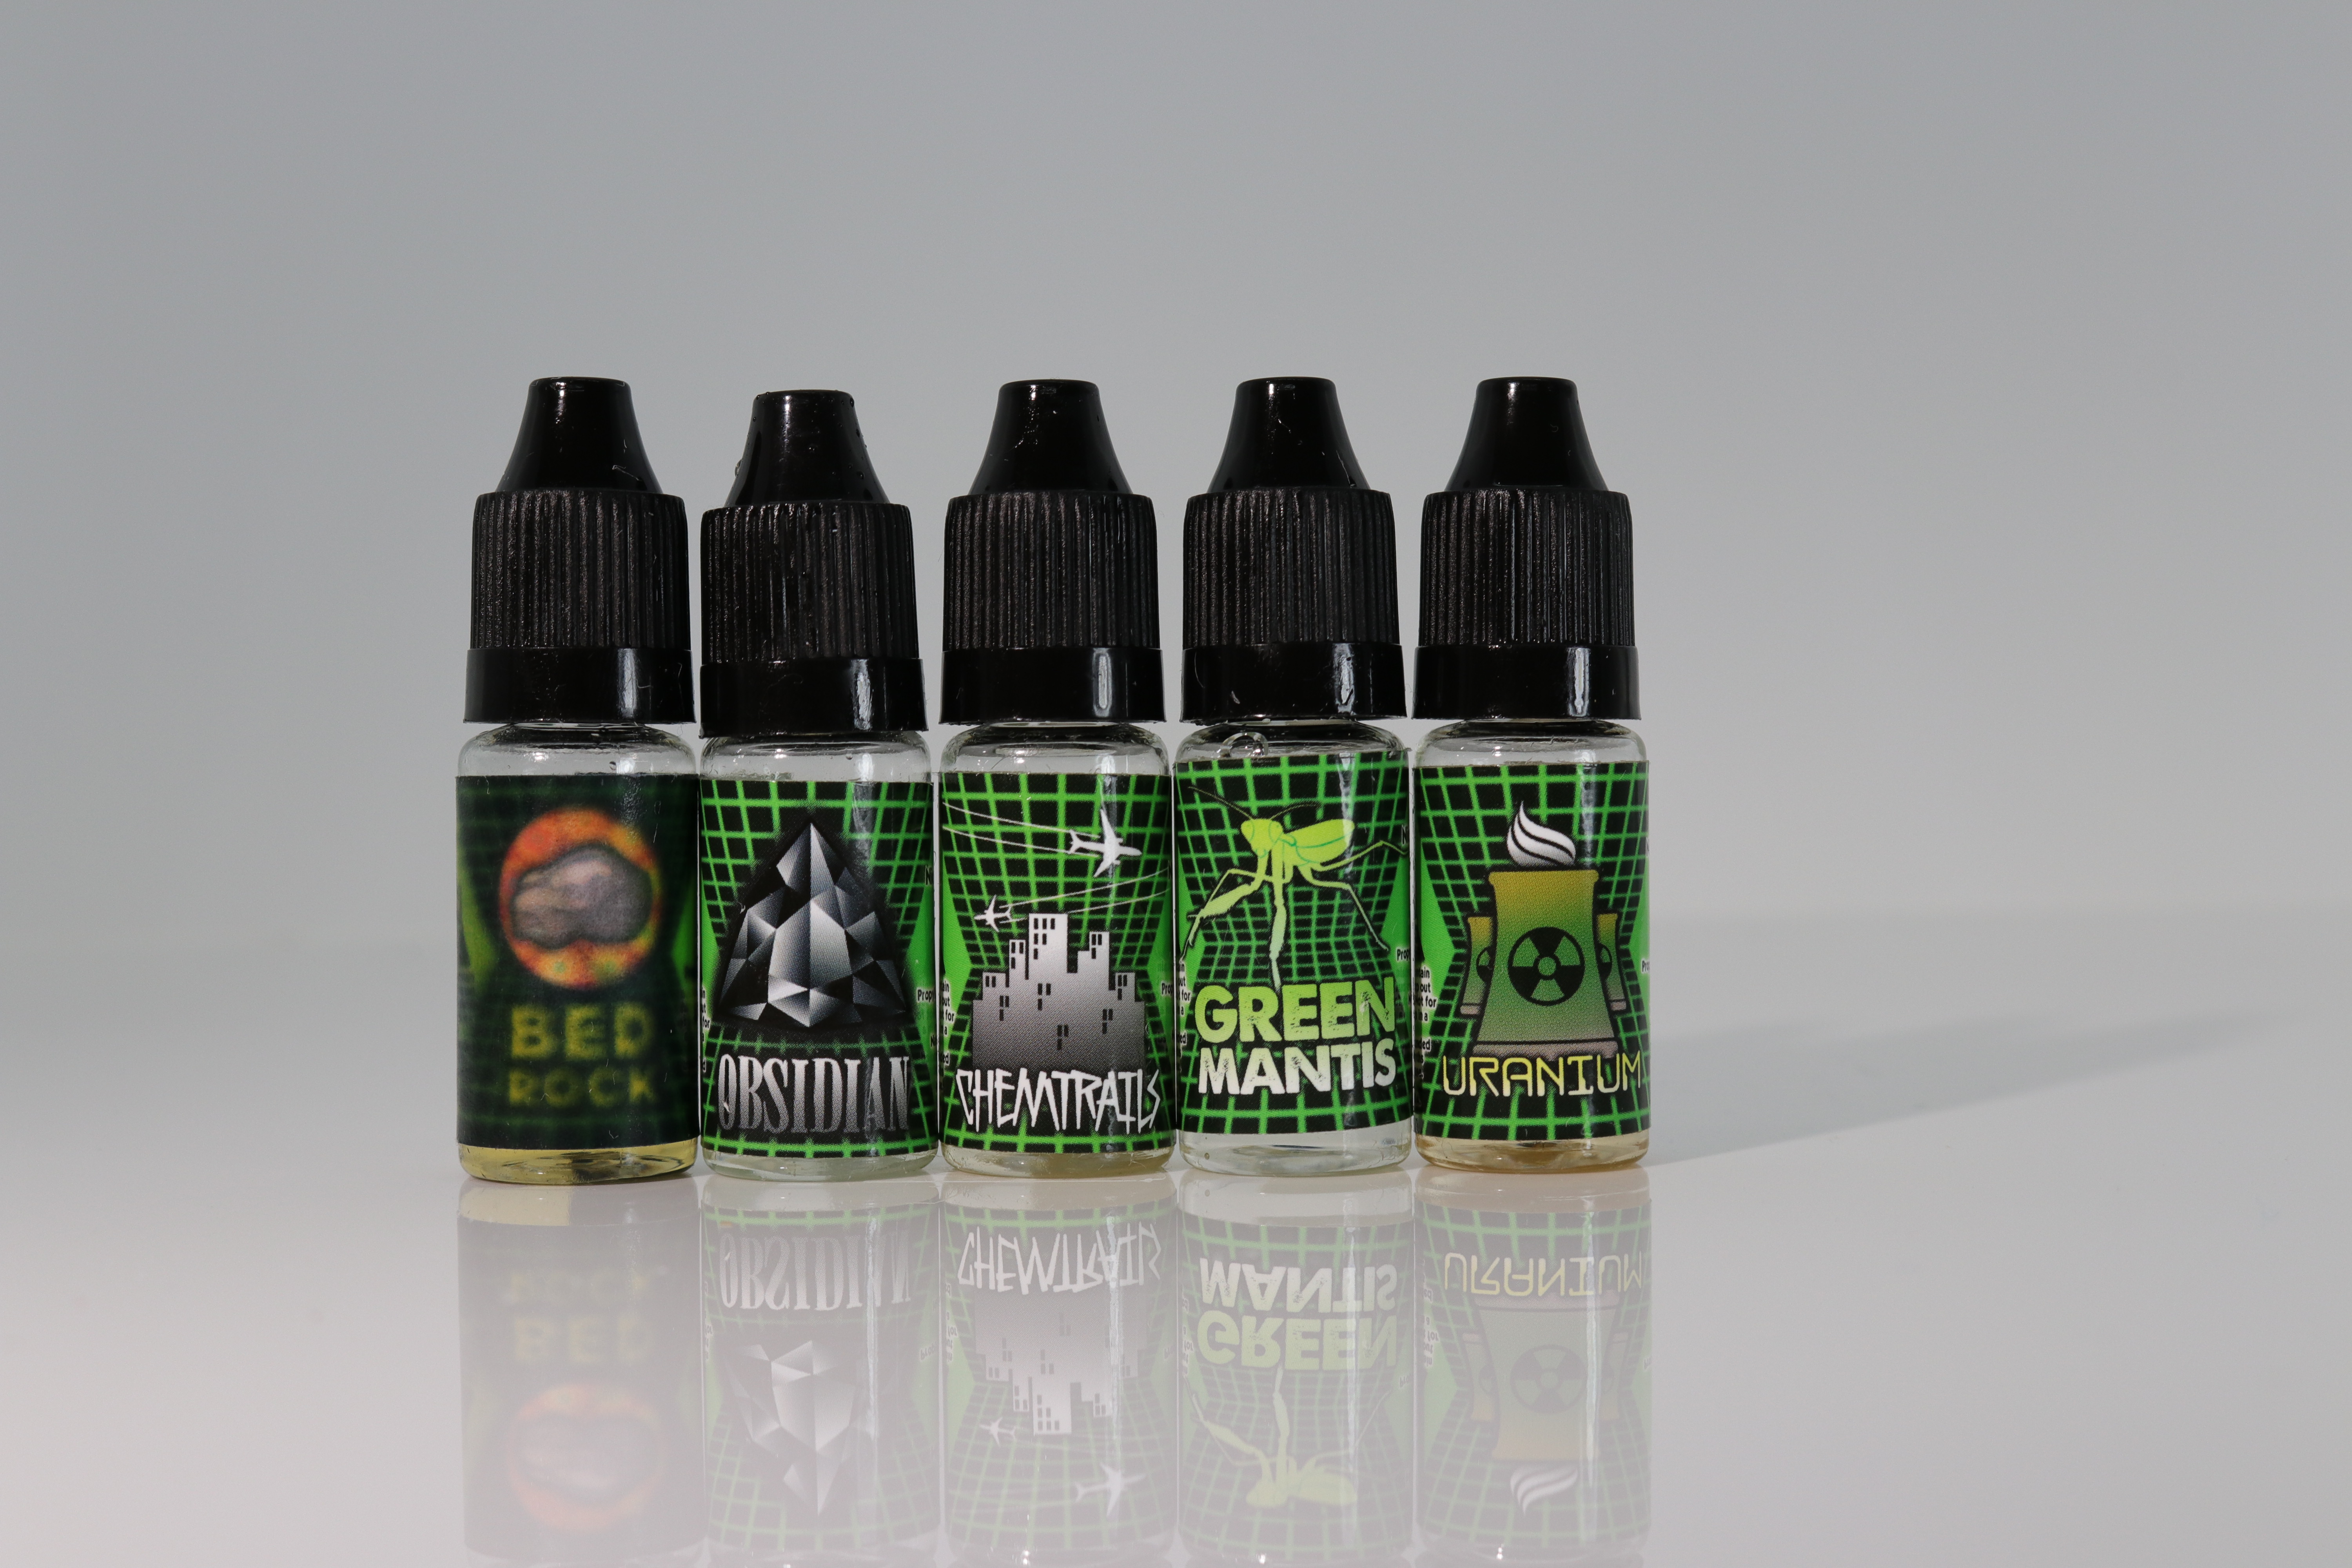 BED
ROCK
OBSIDIAN
CHEMTRAILS
GREEN
MANTIS
URANIUM